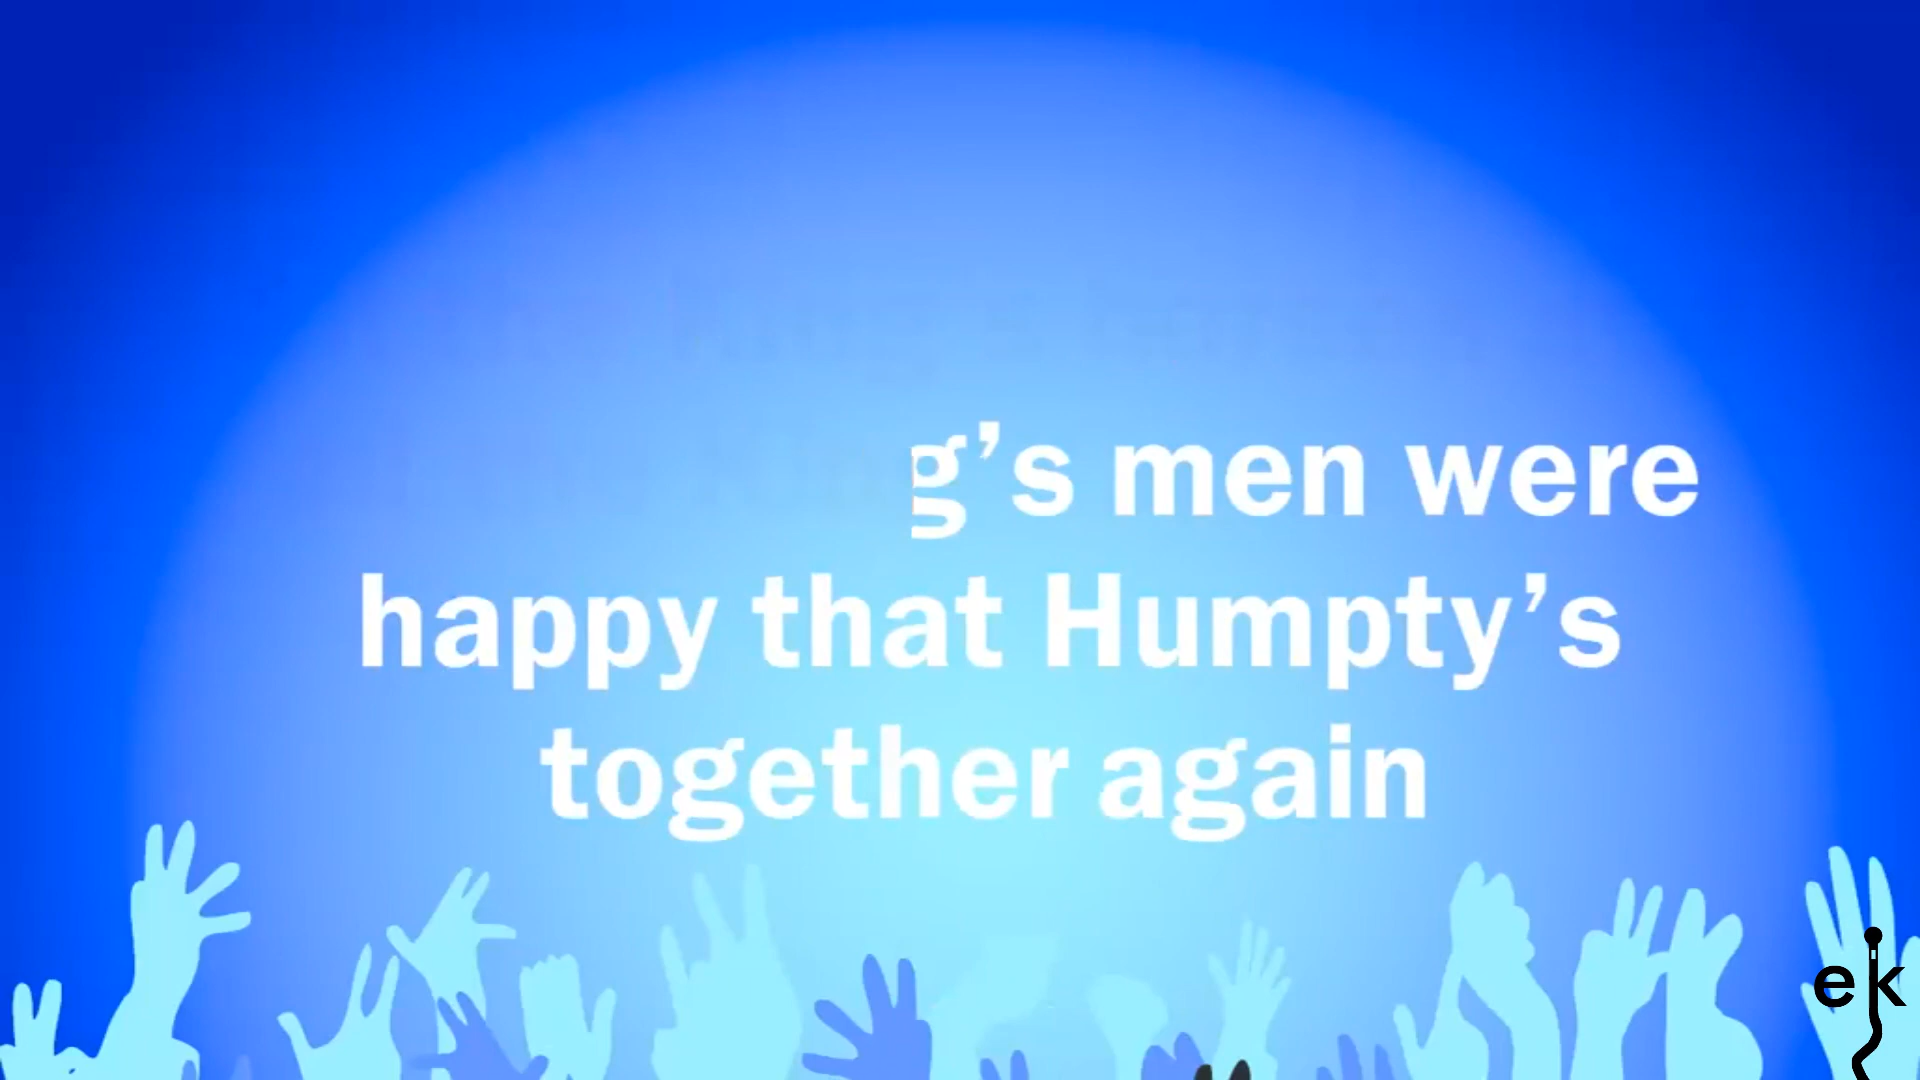 g’s men were
happy that Humpty’s
together again
ek